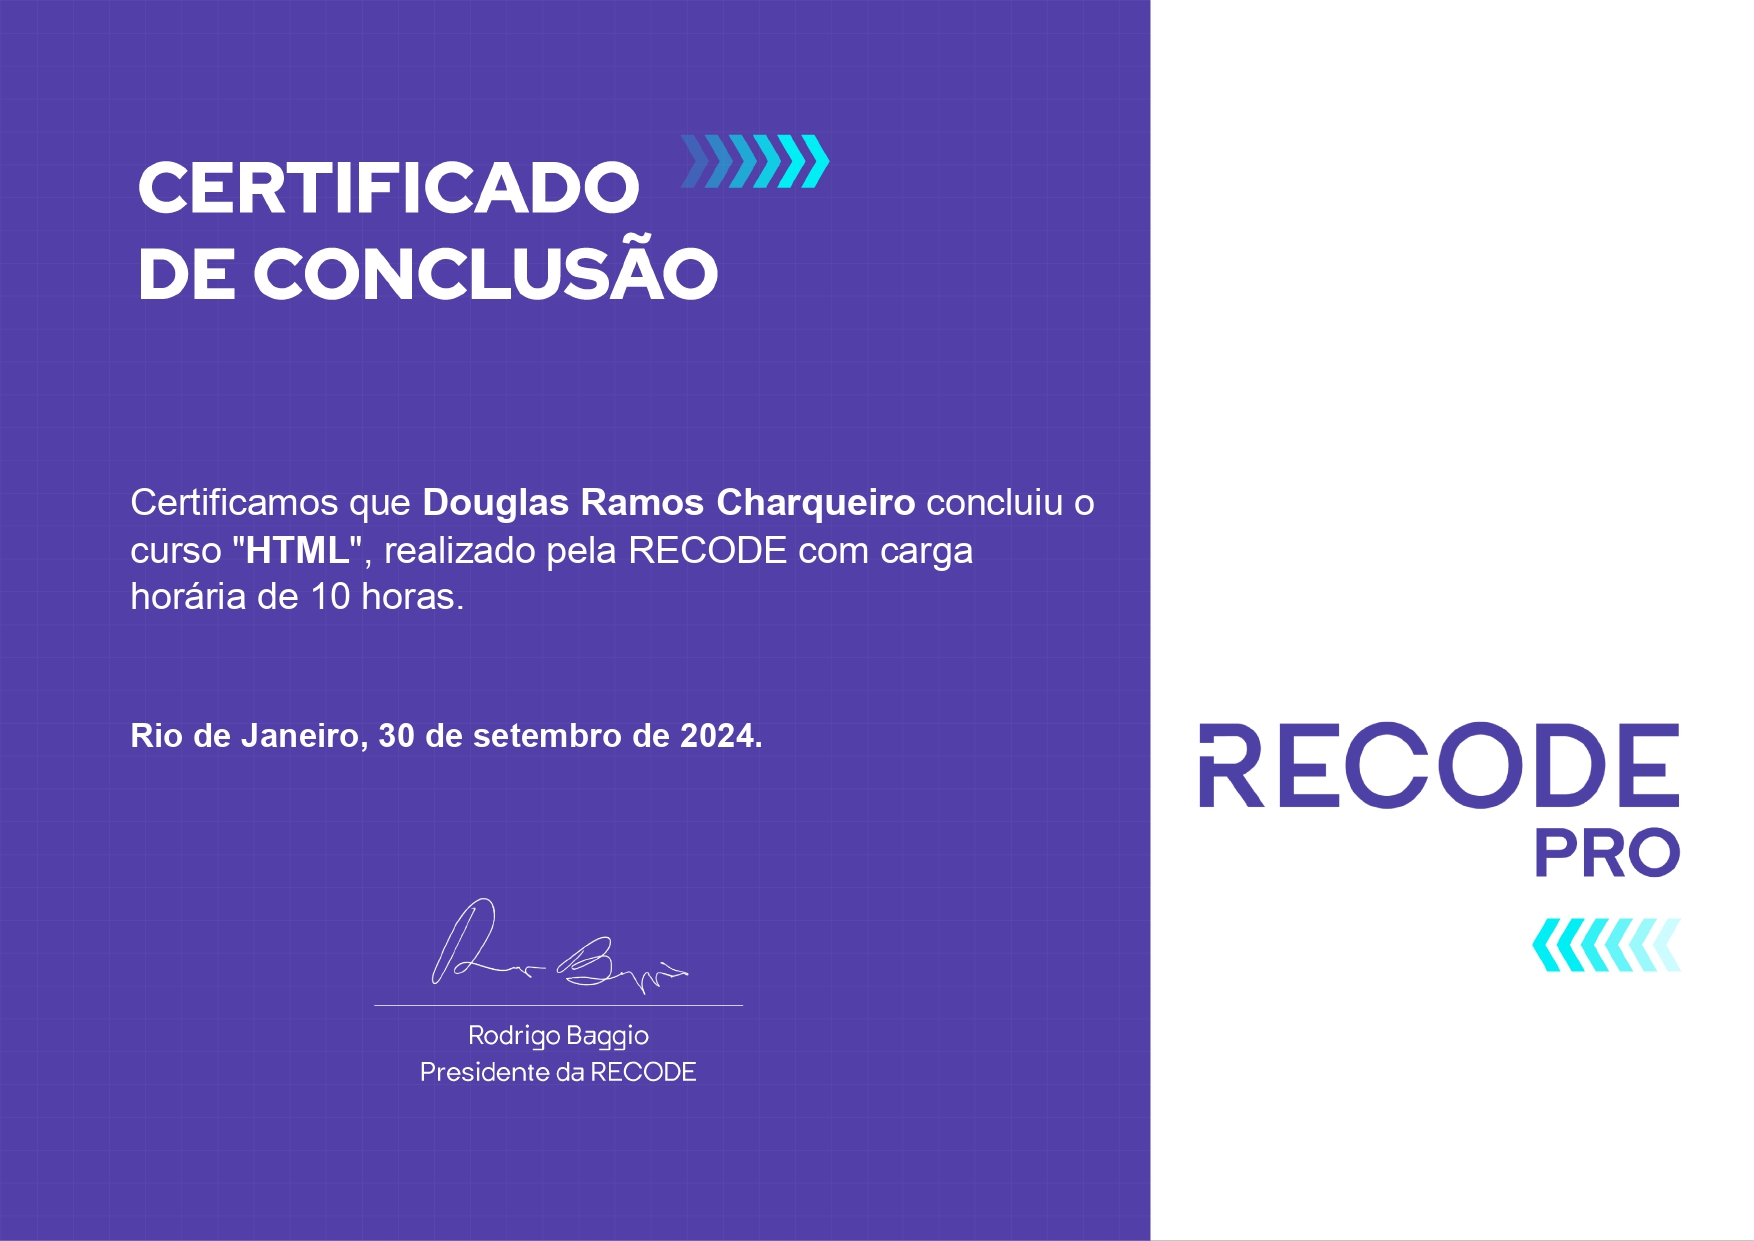 CERTIFICADO
DE CONCLUSÃO
Certificamos que Douglas Ramos Charqueiro concluiu o
curso "HTML", realizado pela RECODE com carga
horária de 10 horas.
Rio de Janeiro, 30 de setembro de 2024.
Rodrigo Baggio
Presidente da RECODE
RECODE
PRO